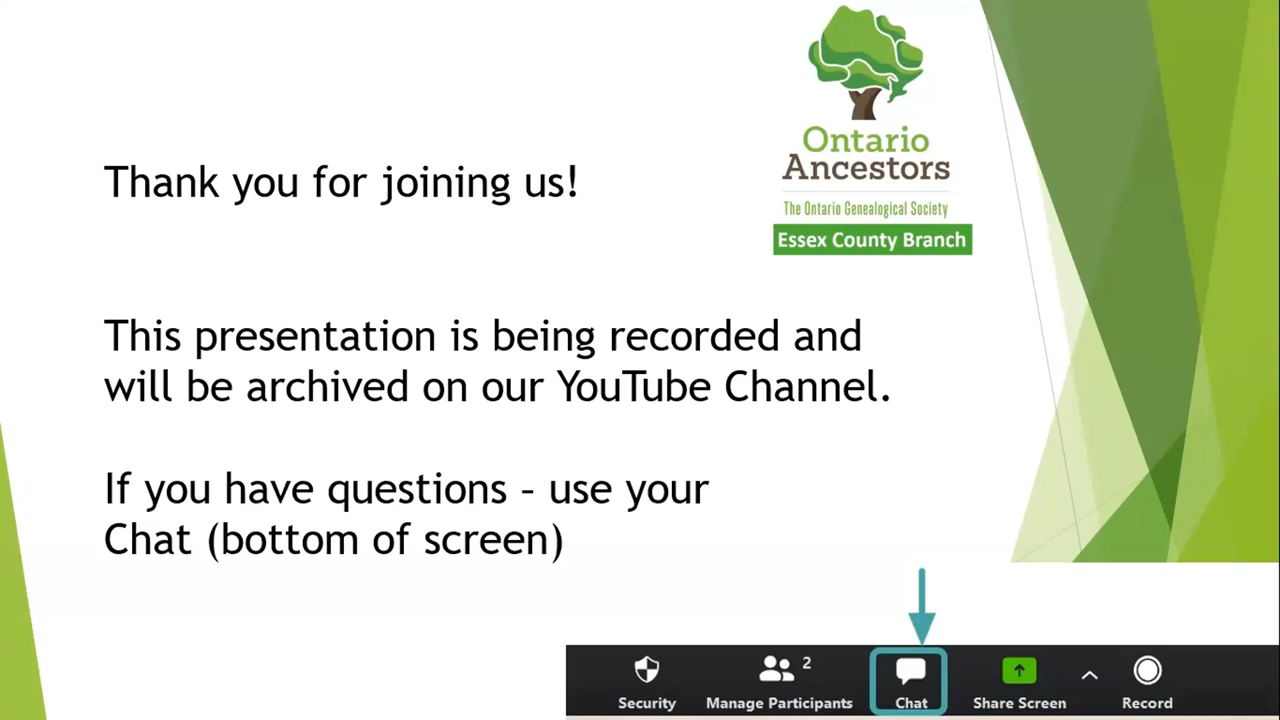 Ontario
Ancestors
The Ontario Genealogical Society
Essex County Branch
Thank you for joining us!
This presentation is being recorded and
will be archived on our YouTube Channel.
If you have questions – use your
Chat (bottom of screen)
2
Security
Manage Participants
Chat
Share Screen
Record